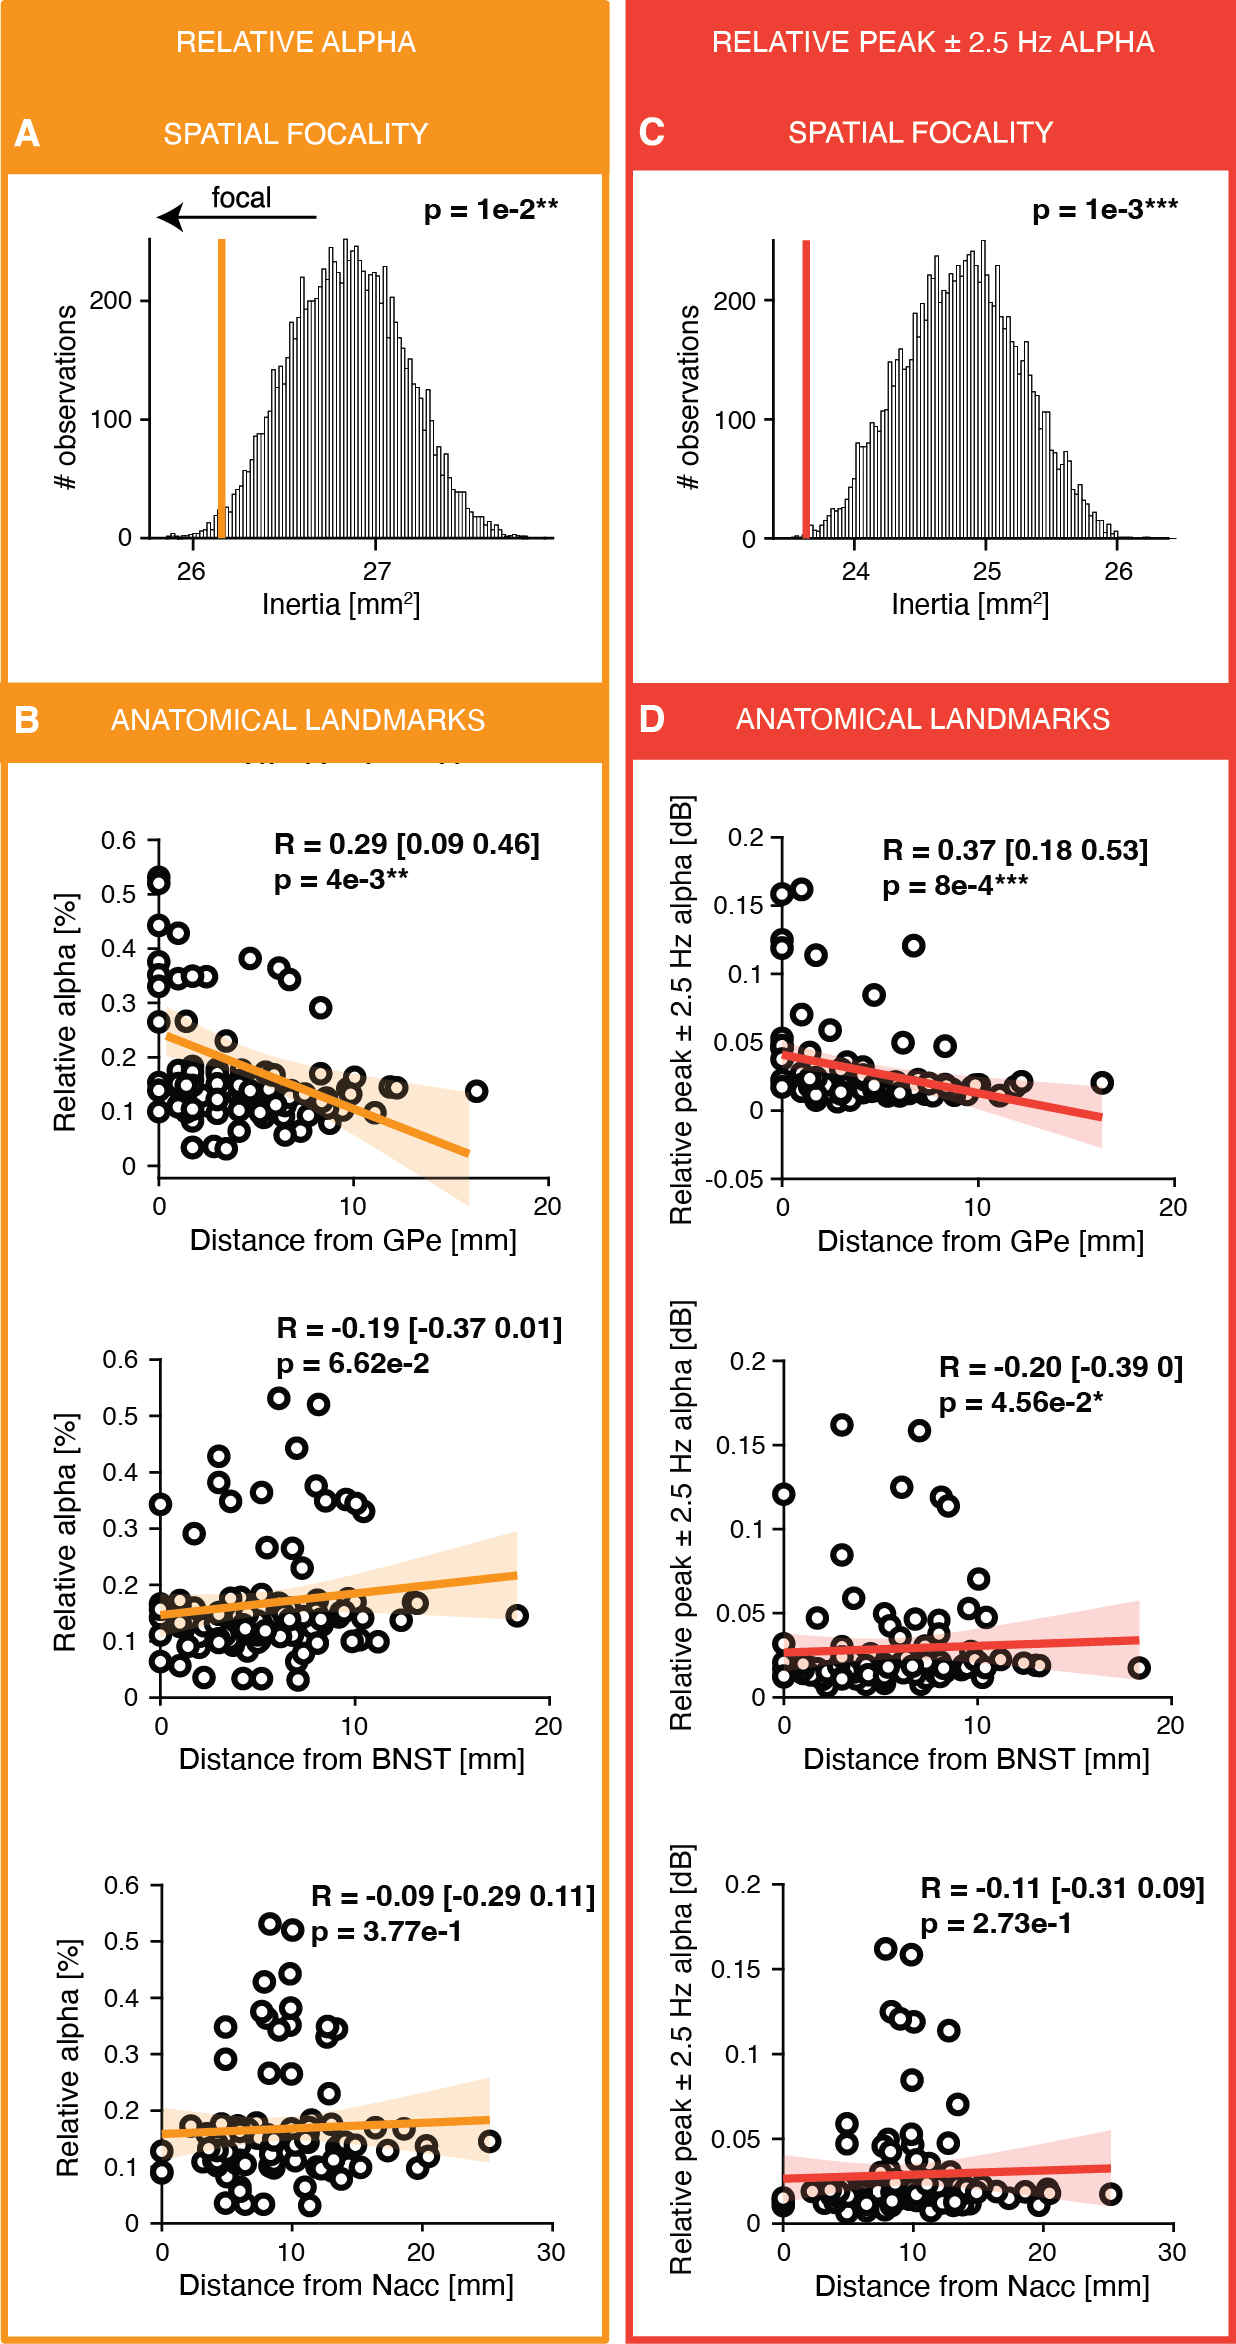 RELATIVE ALPHA
A
SPATIAL FOCALITY
focal
p = 1e-2**
# observations
200
100
0
26
27
Inertia [mm²]
B
ANATOMICAL LANDMARKS
R = 0.29 [0.09 0.46]
p = 4e-3**
Relative alpha [%]
0.6
0.5
0.4
0.3
0.2
0.1
0
0
10
20
Distance from GPe [mm]
R = -0.19 [-0.37 0.01]
p = 6.62e-2
Relative alpha [%]
0.6
0.5
0.4
0.3
0.2
0.1
0
0
10
20
Distance from BNST [mm]
R = -0.09 [-0.29 0.11]
p = 3.77e-1
Relative alpha [%]
0.6
0.5
0.4
0.3
0.2
0.1
0
0
10
20
30
Distance from Nacc [mm]
RELATIVE PEAK ± 2.5 Hz ALPHA
C
SPATIAL FOCALITY
p = 1e-3***
# observations
200
100
0
24
25
26
Inertia [mm²]
D
ANATOMICAL LANDMARKS
R = 0.37 [0.18 0.53]
p = 8e-4***
Relative peak ± 2.5 Hz alpha [dB]
0.2
0.15
0.1
0.05
0
-0.05
0
10
20
Distance from GPe [mm]
R = -0.20 [-0.39 0]
p = 4.56e-2*
Relative peak ± 2.5 Hz alpha [dB]
0.2
0.15
0.1
0.05
0
0
10
20
Distance from BNST [mm]
R = -0.11 [-0.31 0.09]
p = 2.73e-1
Relative peak ± 2.5 Hz alpha [dB]
0.2
0.15
0.1
0.05
0
0
10
20
30
Distance from Nacc [mm]